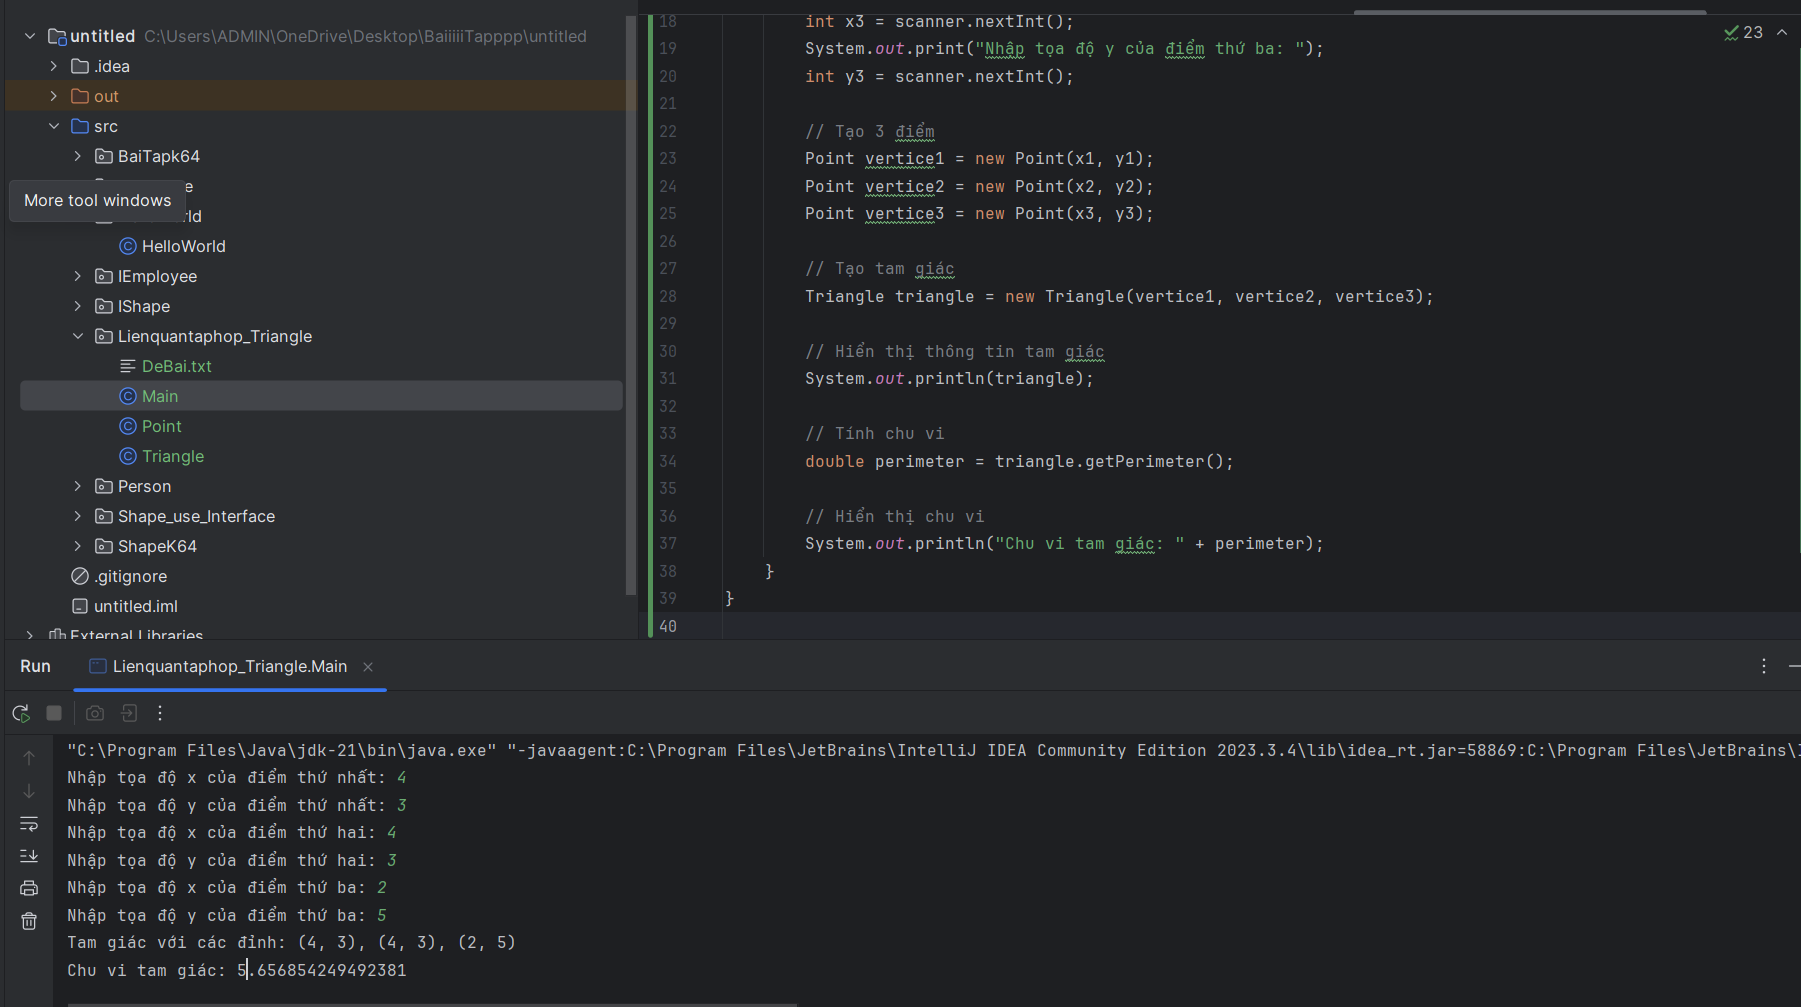 untitled C:\Users\ADMIN\OneDrive\Desktop\BaiiiiiTapppp\untitled
.idea
out
src
BaiTapk64
e
More tool windows
ld
HelloWorld
IEmployee
IShape
Lienquantaphop_Triangle
DeBai.txt
Main
Point
Triangle
Person
Shape_use_Interface
ShapeK64
.gitignore
untitled.iml
External Libraries
23
18 int x3 = scanner.nextInt();
19 System.out.print("Nhập tọa độ y của điểm thứ ba: ");
20 int y3 = scanner.nextInt();
21
22 // Tạo 3 điểm
23 Point vertice1 = new Point(x1, y1);
24 Point vertice2 = new Point(x2, y2);
25 Point vertice3 = new Point(x3, y3);
26
27 // Tạo tam giác
28 Triangle triangle = new Triangle(vertice1, vertice2, vertice3);
29
30 // Hiển thị thông tin tam giác
31 System.out.println(triangle);
32
33 // Tính chu vi
34 double perimeter = triangle.getPerimeter();
35
36 // Hiển thị chu vi
37 System.out.println("Chu vi tam giác: " + perimeter);
38 }
39 }
40
Run Lienquantaphop_Triangle.Main
"C:\Program Files\Java\jdk-21\bin\java.exe" "-javaagent:C:\Program Files\JetBrains\IntelliJ IDEA Community Edition 2023.3.4\lib\idea_rt.jar=58869:C:\Program Files\JetBrains\
Nhập tọa độ x của điểm thứ nhất: 4
Nhập tọa độ y của điểm thứ nhất: 3
Nhập tọa độ x của điểm thứ hai: 4
Nhập tọa độ y của điểm thứ hai: 3
Nhập tọa độ x của điểm thứ ba: 2
Nhập tọa độ y của điểm thứ ba: 5
Tam giác với các đỉnh: (4, 3), (4, 3), (2, 5)
Chu vi tam giác: 5.656854249492381